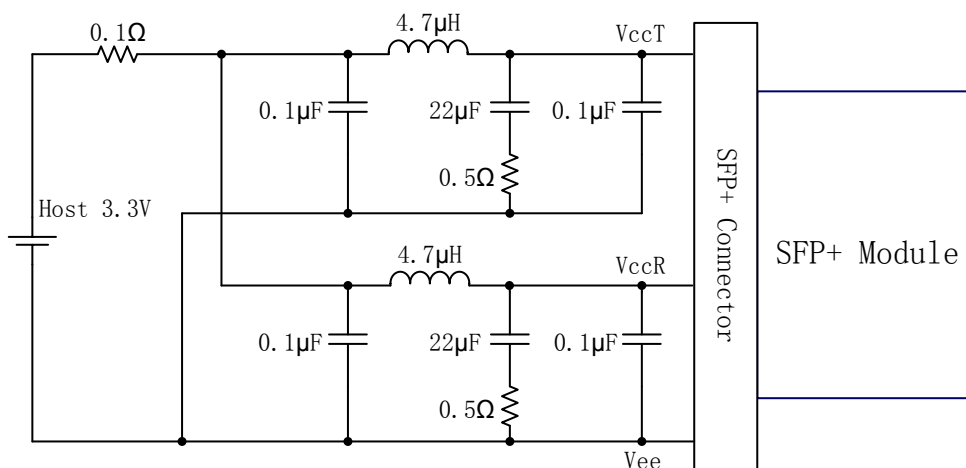 4.7μH
0.1Ω
VccT
0.1μF
22μF
0.1μF
0.5Ω
Host 3.3V
4.7μH
VccR
0.1μF
22μF
0.1μF
0.5Ω
Vee
SFP+ Connector
SFP+ Module